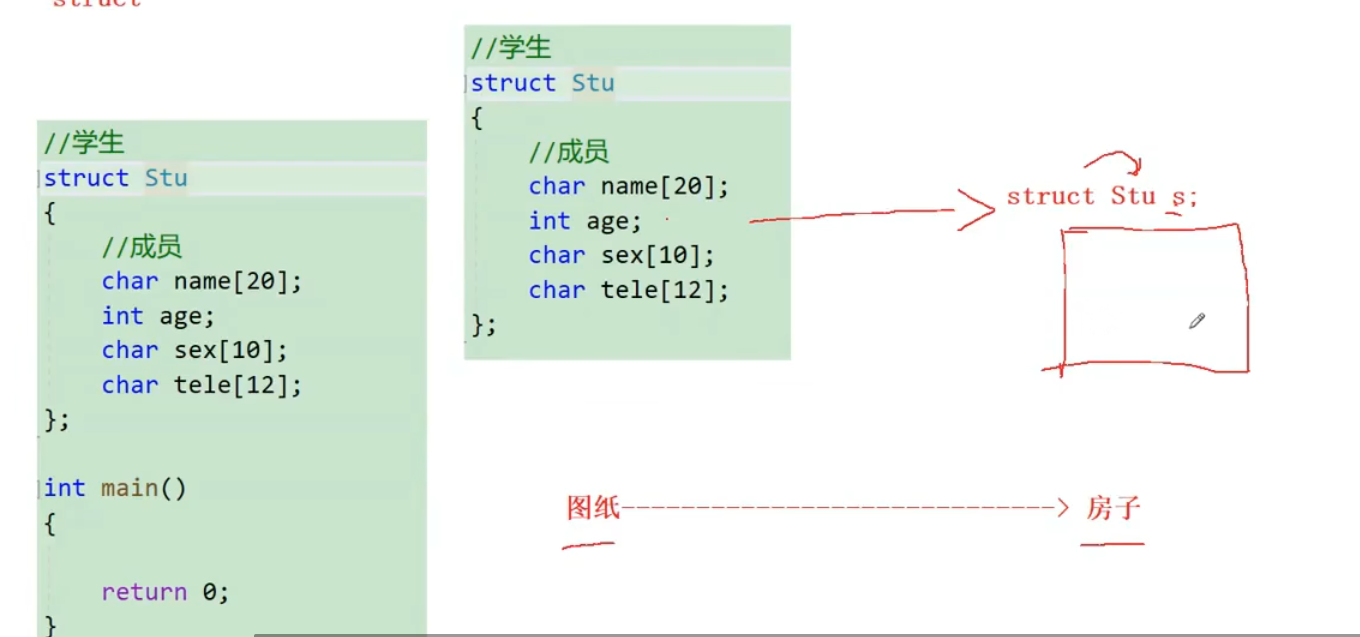 struct
//学生
struct Stu
{
//成员
char name[20];
int age;
char sex[10];
char tele[12];
};
int main()
{
return 0;
}
//学生
struct Stu
{
//成员
char name[20];
int age;
char sex[10];
char tele[12];
};
struct Stu s;
图纸------------------------------> 房子